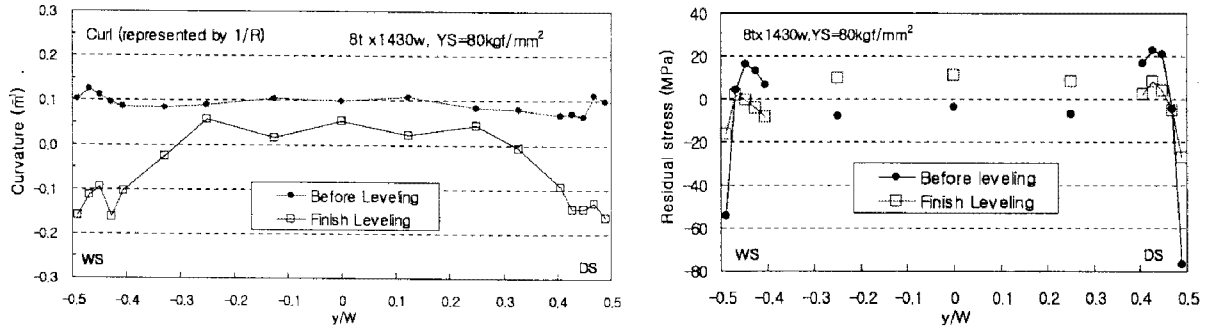 0.3
0.2
0.1
0.0
-0.1
-0.2
0.3
Curvature (m̄¹)
Curl (represented by 1/R)
8t x1430w, YS=80kgf/mm²
Before Leveling
Finish Leveling
WS
DS
-0.5 -0.4 -0.3 -0.2 -0.1 0 0.1 0.2 0.3 0.4 0.5
y/W
40
20
0
-20
-40
-60
-80
Residual stress (MPa)
8tx1430w,YS=80kgf/mm²
Before leveling
Finish Leveling
WS
DS
-0.5 -0.4 -0.3 -0.2 -0.1 0 0.1 0.2 0.3 0.4 0.5
y/W